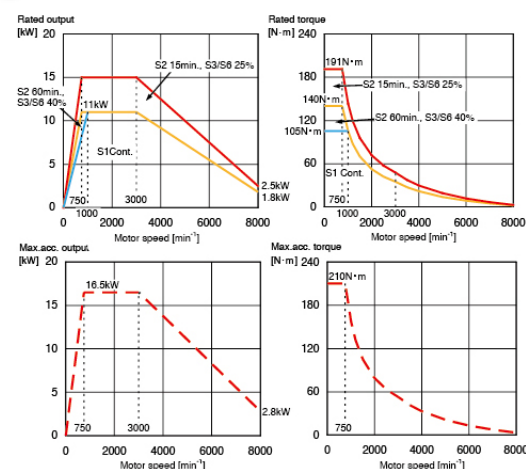 Rated output
[kW] 20
15
10
5
0
S2 15min., S3/S6 25%
S2 60min.,
S3/S6 40%
11kW
S1Cont.
2.5kW
1.8kW
750
1000
3000
0 2000 4000 6000 8000
Motor speed [min⁻¹]
Rated torque
[N·m] 240
180
120
60
0
191N·m
S2 15min., S3/S6 25%
140N·m
S2 60min., S3/S6 40%
105N·m
S1 Cont.
750
1000
3000
0 2000 4000 6000 8000
Motor speed [min⁻¹]
Max.acc. output
[kW] 20
15
10
5
0
16.5kW
2.8kW
750
3000
0 2000 4000 6000 8000
Motor speed [min⁻¹]
Max.acc. torque
[N·m] 240
180
120
60
0
210N·m
750
0 2000 4000 6000 8000
Motor speed [min⁻¹]